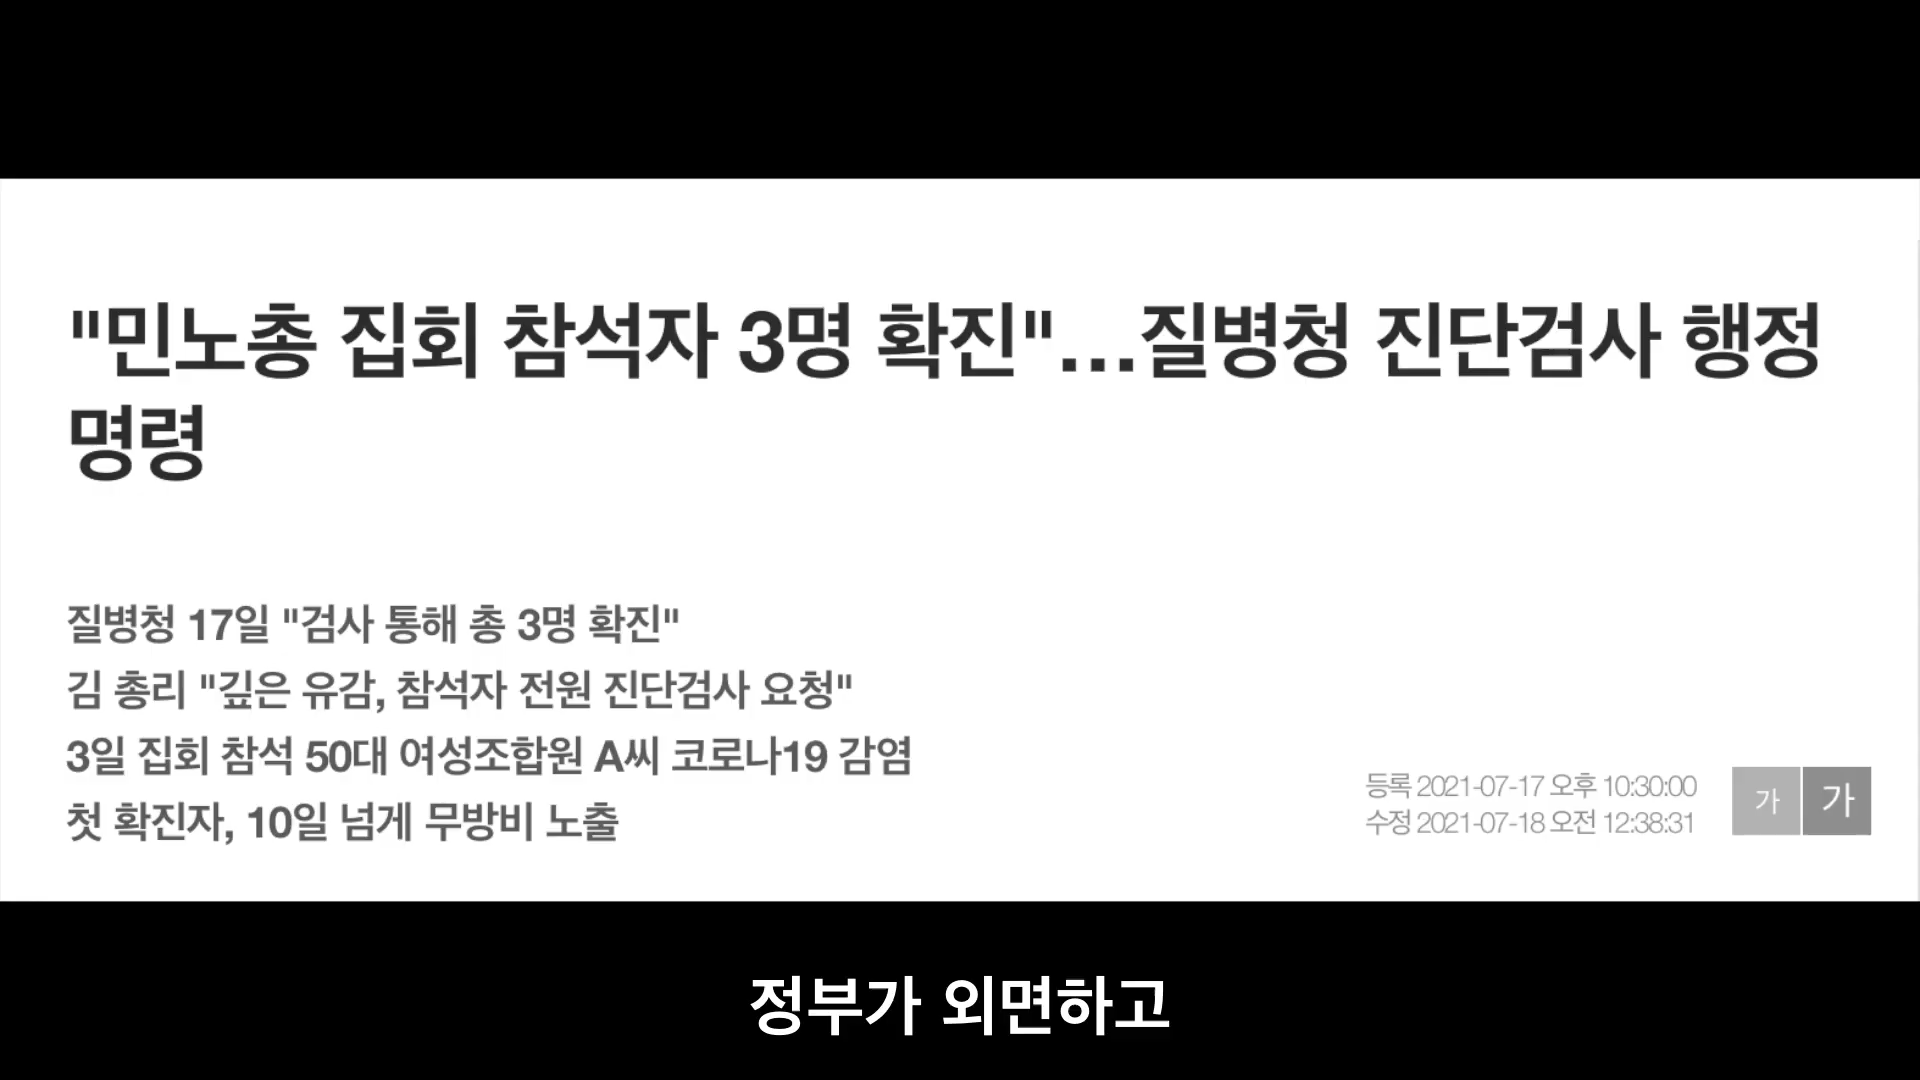 "민노총 집회 참석자 3명 확진"...질병청 진단검사 행정
명령
질병청 17일 "검사 통해 총 3명 확진"
김 총리 "깊은 유감, 참석자 전원 진단검사 요청"
3일 집회 참석 50대 여성조합원 A씨 코로나19 감염
첫 확진자, 10일 넘게 무방비 노출
등록 2021-07-17 오후 10:30:00
수정 2021-07-18 오전 12:38:31
가 가
정부가 외면하고